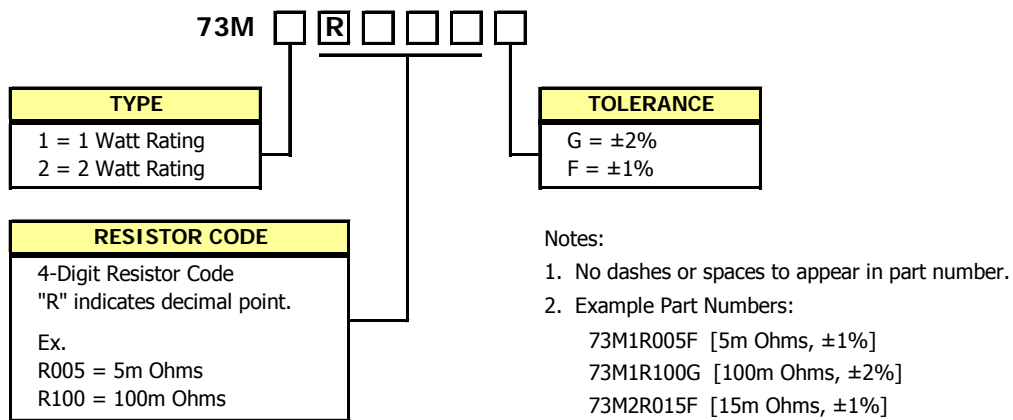 73M R
TYPE
1 = 1 Watt Rating
2 = 2 Watt Rating
TOLERANCE
G = ±2%
F = ±1%
RESISTOR CODE
4-Digit Resistor Code
"R" indicates decimal point.
Ex.
R005 = 5m Ohms
R100 = 100m Ohms
Notes:
1. No dashes or spaces to appear in part number.
2. Example Part Numbers:
73M1R005F [5m Ohms, ±1%]
73M1R100G [100m Ohms, ±2%]
73M2R015F [15m Ohms, ±1%]